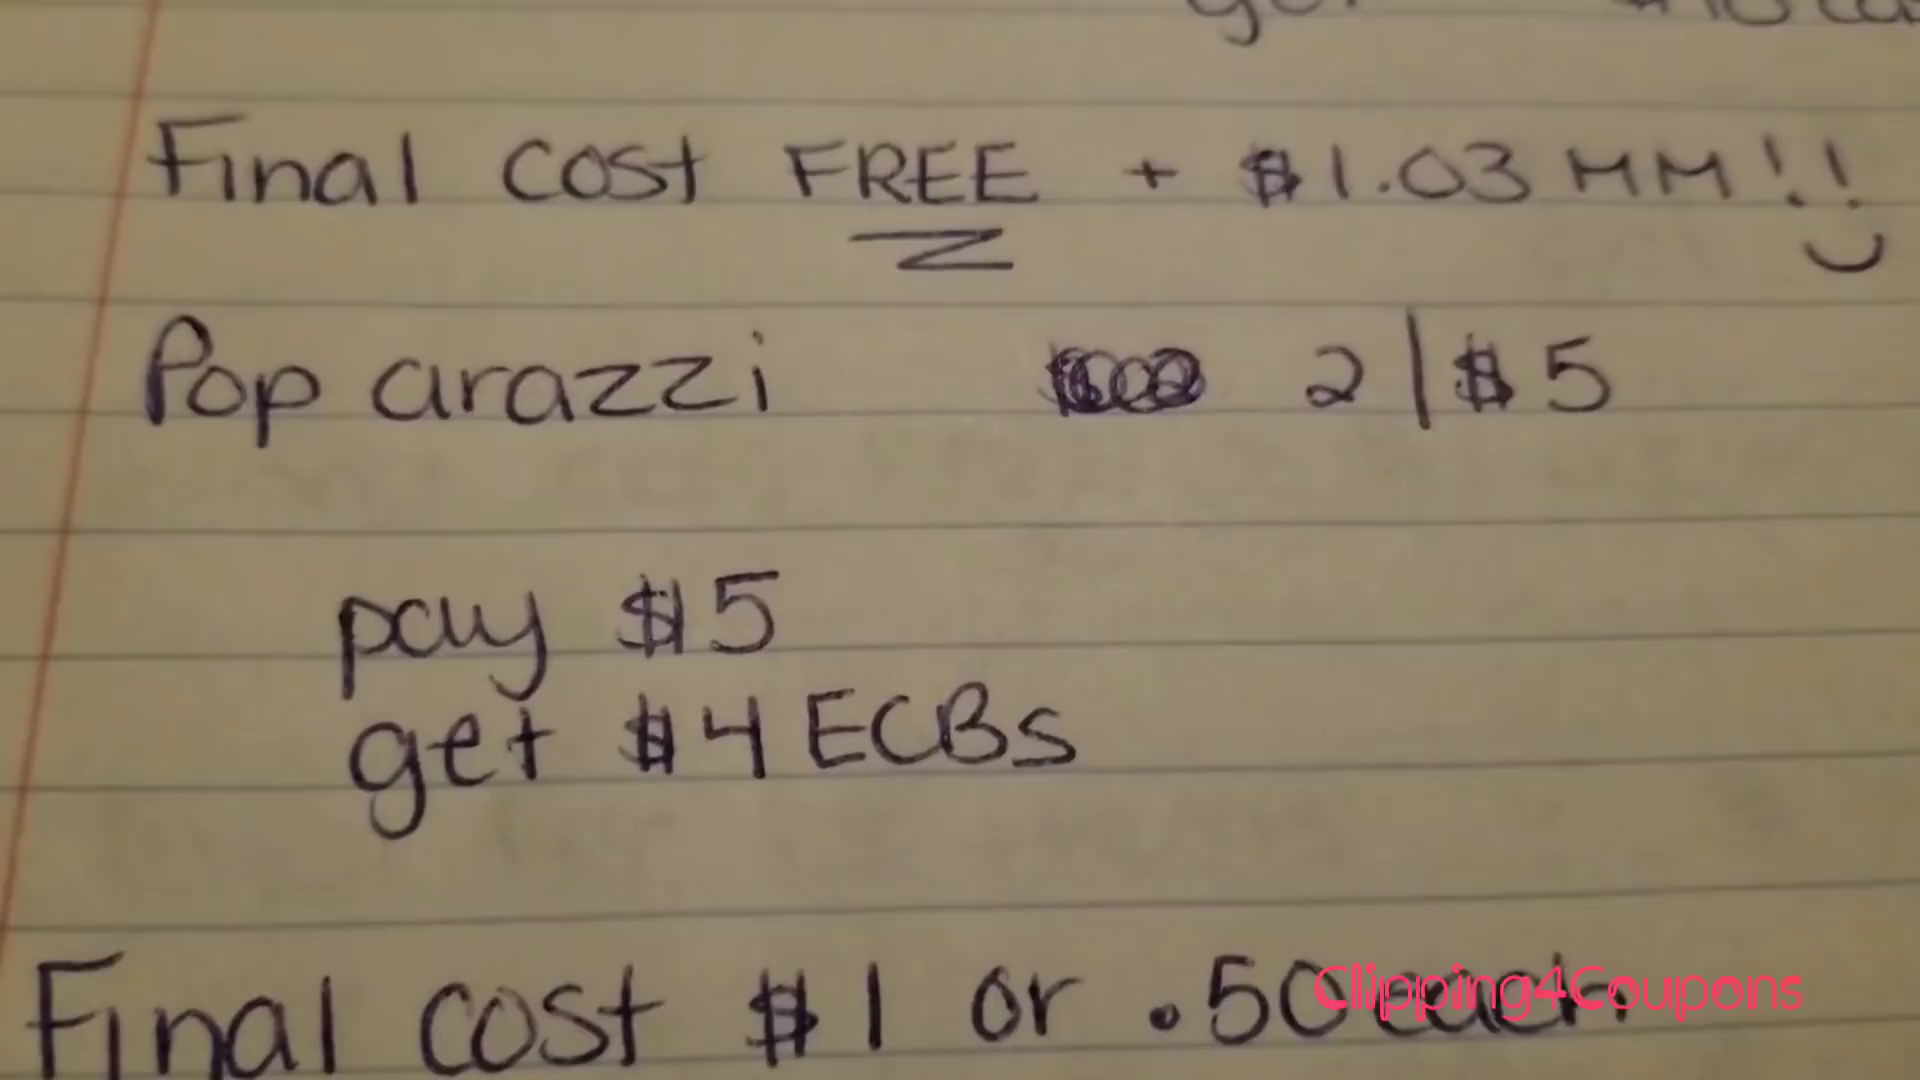 Final cost FREE + $1.03 MM!!
Pop arazzi 2/$5
pay $5
get $4 ECBs
Final cost $1 or .50 each
Clipping4Coupons